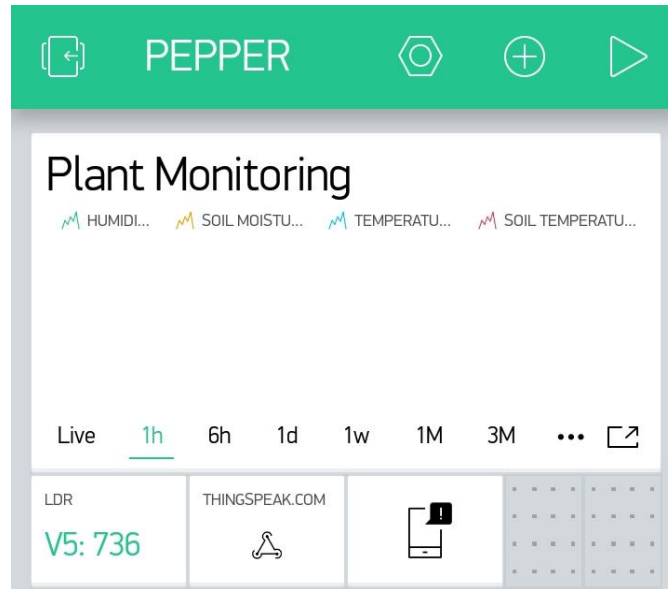 PEPPER
Plant Monitoring
HUMIDI... SOIL MOISTU... TEMPERATU... SOIL TEMPERATU...
Live 1h 6h 1d 1w 1M 3M •••
LDR THINGSPEAK.COM
V5: 736